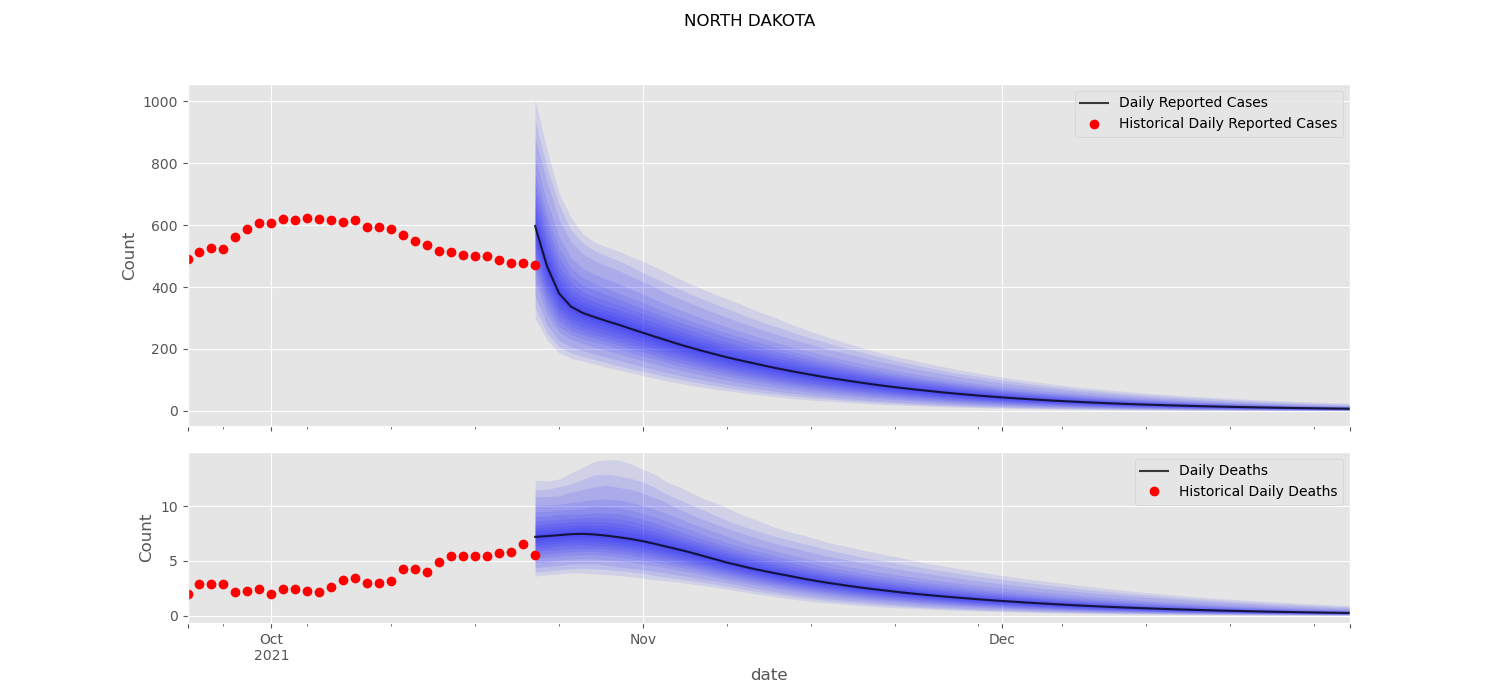 NORTH DAKOTA
1000
800
600
400
200
0
Count
Daily Reported Cases
Historical Daily Reported Cases
10
5
0
Count
Daily Deaths
Historical Daily Deaths
Oct
2021
Nov
Dec
date